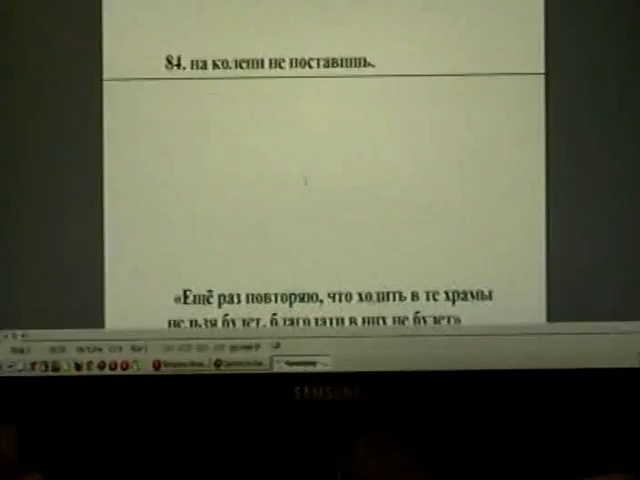 84. на колени не поставишь.
«Ещё раз повторяю, что ходить в те храмы
нельзя будет, благодати в них не будет»
SAMSUNG